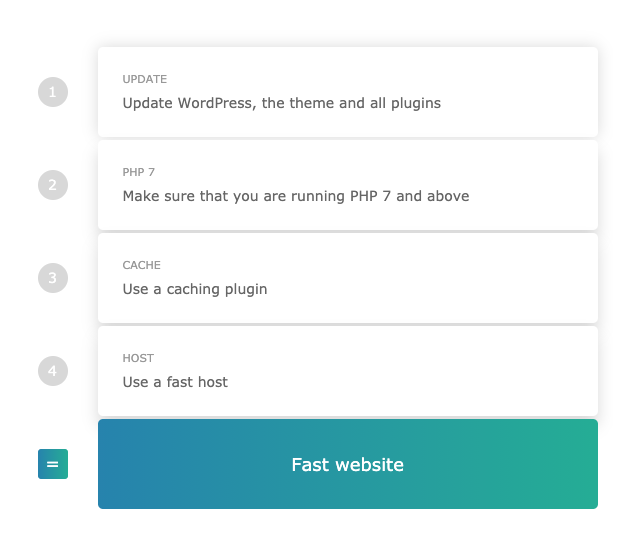 1
UPDATE
Update WordPress, the theme and all plugins
2
PHP 7
Make sure that you are running PHP 7 and above
3
CACHE
Use a caching plugin
4
HOST
Use a fast host
=
Fast website